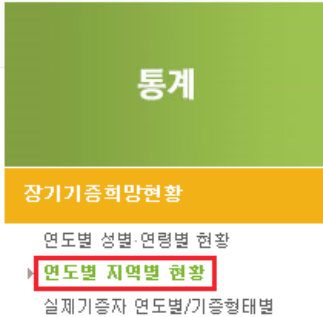 통계
장기기증희망현황
연도별 성별·연령별 현황
연도별 지역별 현황
실제기증자 연도별/기증형태별